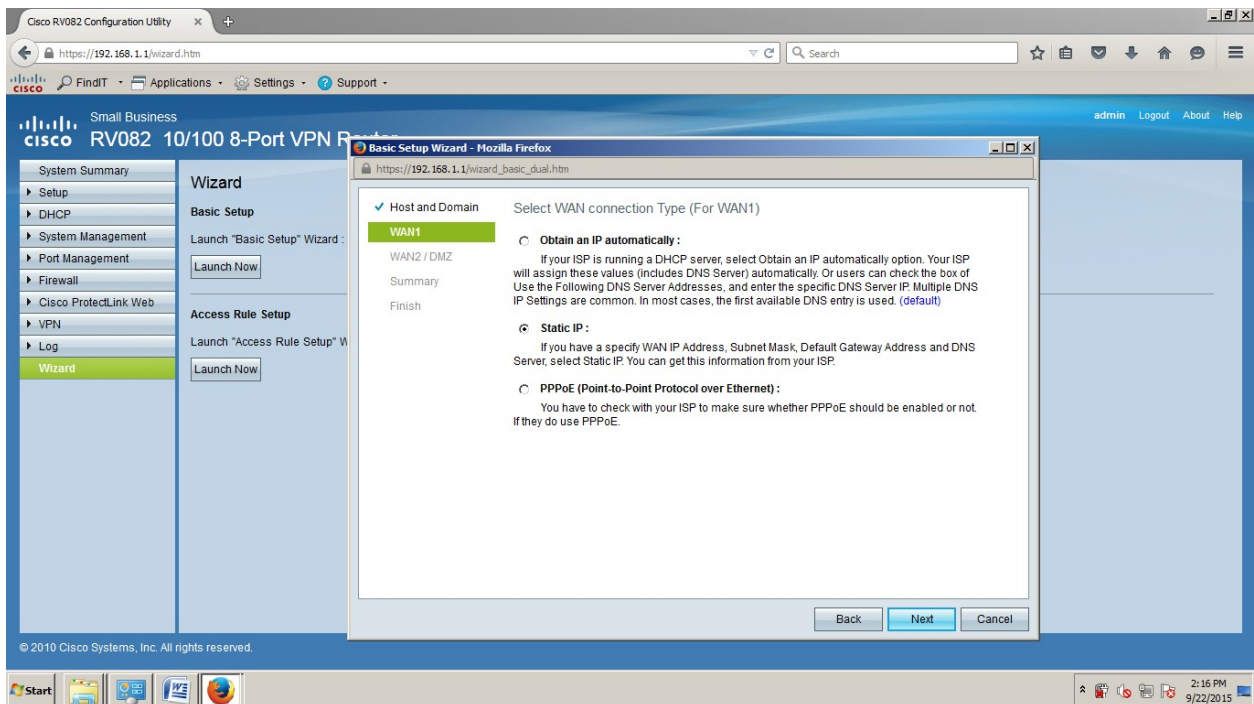 Cisco RV082 Configuration Utility
https://192.168.1.1/wizard.htm
Search
cisco FindIT Applications Settings Support
Small Business
cisco RV082 10/100 8-Port VPN
admin Logout About Help
System Summary
Setup
DHCP
System Management
Port Management
Firewall
Cisco ProtectLink Web
VPN
Log
Wizard
Wizard
Basic Setup
Launch "Basic Setup" Wizard :
Launch Now
Access Rule Setup
Launch "Access Rule Setup" W
Launch Now
Basic Setup Wizard - Mozilla Firefox
https://192.168.1.1/wizard_basic_dual.htm
Host and Domain
WAN1
WAN2 / DMZ
Summary
Finish
Select WAN connection Type (For WAN1)
Obtain an IP automatically :
If your ISP is running a DHCP server, select Obtain an IP automatically option. Your ISP
will assign these values (includes DNS Server) automatically. Or users can check the box of
Use the Following DNS Server Addresses, and enter the specific DNS Server IP. Multiple DNS
IP Settings are common. In most cases, the first available DNS entry is used. (default)
Static IP :
If you have a specify WAN IP Address, Subnet Mask, Default Gateway Address and DNS
Server, select Static IP. You can get this information from your ISP.
PPPoE (Point-to-Point Protocol over Ethernet) :
You have to check with your ISP to make sure whether PPPoE should be enabled or not.
If they do use PPPoE.
Back Next Cancel
© 2010 Cisco Systems, Inc. All rights reserved.
Start
2:16 PM
9/22/2015